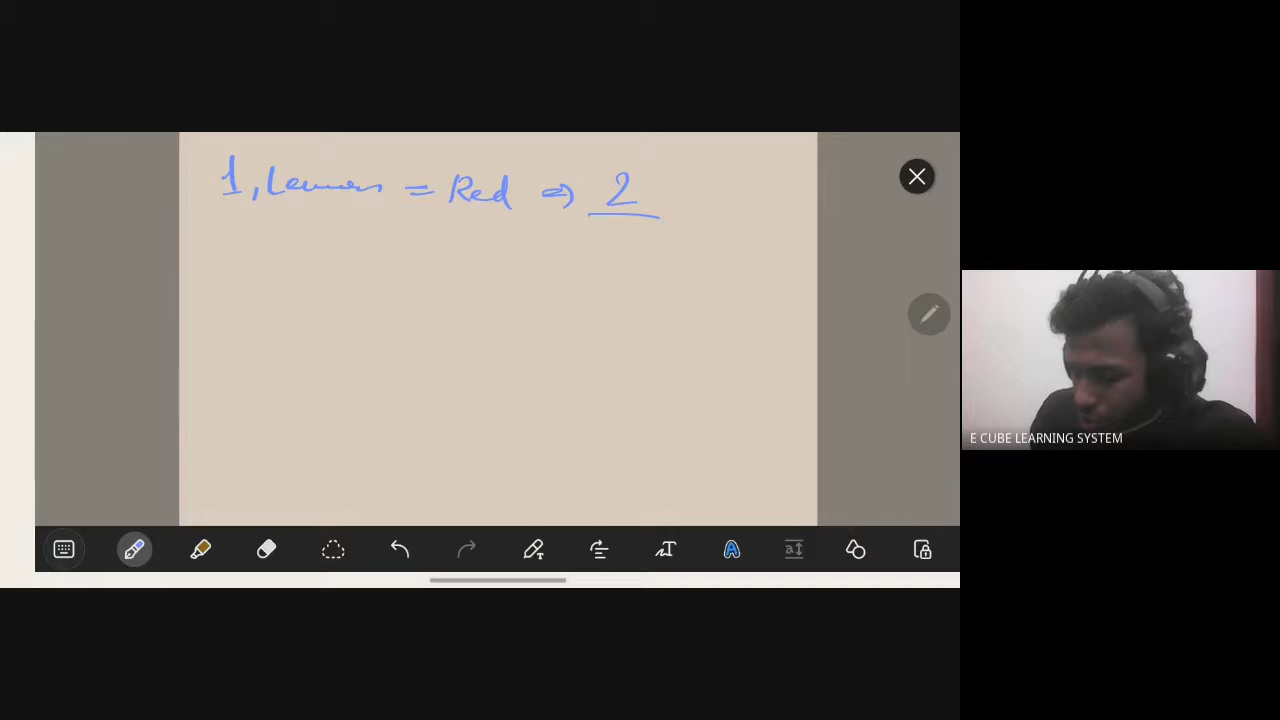 1, Lemon = Red ⇒ 2
E CUBE LEARNING SYSTEM